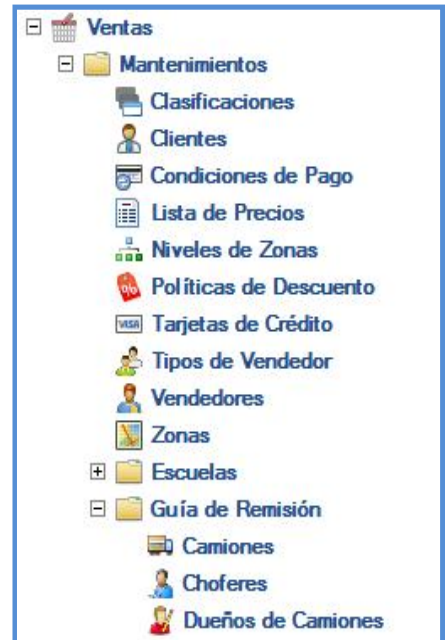 Ventas
Mantenimientos
Clasificaciones
Clientes
Condiciones de Pago
Lista de Precios
Niveles de Zonas
Políticas de Descuento
VISA Tarjetas de Crédito
Tipos de Vendedor
Vendedores
Zonas
Escuelas
Guía de Remisión
Camiones
Choferes
Dueños de Camiones